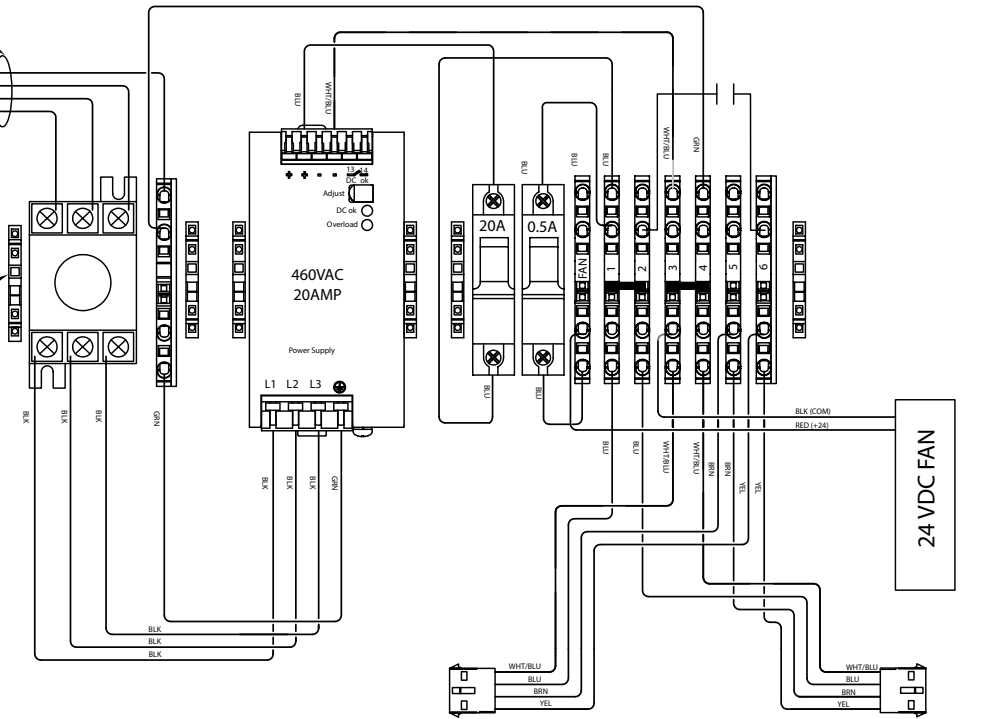 BLU
WHT/BLU
+ + - -
13 14
DC ok
Adjust
DC ok
Overload
460VAC
20AMP
Power Supply
L1 L2 L3
20A
0.5A
BLU
BLU
BLU
WHT/BLU
GRN
FAN
1
2
3
4
5
6
BLU
BLK
BLK
BLK
GRN
BLK
BLK
BLK
GRN
BLU
BLU
WHT/BLU
WHT/BLU
BRN
BRN
YEL
YEL
BLK (COM)
RED (+24)
24 VDC FAN
BLK
BLK
BLK
WHT/BLU
BLU
BRN
YEL
WHT/BLU
BLU
BRN
YEL